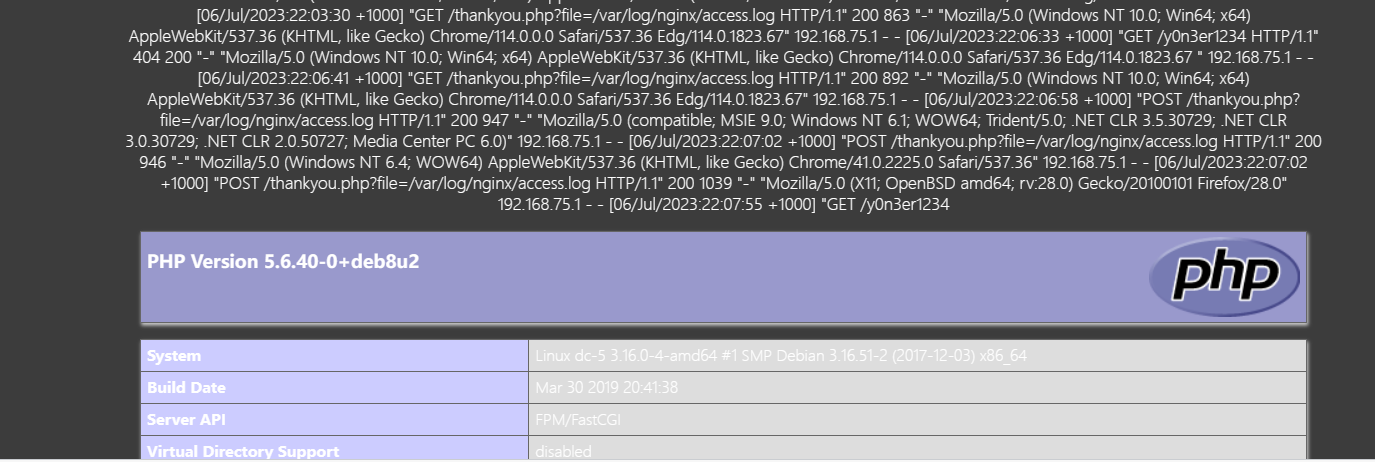 [06/Jul/2023:22:03:30 +1000] "GET /thankyou.php?file=/var/log/nginx/access.log HTTP/1.1" 200 863 "-" "Mozilla/5.0 (Windows NT 10.0; Win64; x64)
AppleWebKit/537.36 (KHTML, like Gecko) Chrome/114.0.0.0 Safari/537.36 Edg/114.0.1823.67" 192.168.75.1 - - [06/Jul/2023:22:06:33 +1000] "GET /y0n3er1234 HTTP/1.1"
404 200 "-" "Mozilla/5.0 (Windows NT 10.0; Win64; x64) AppleWebKit/537.36 (KHTML, like Gecko) Chrome/114.0.0.0 Safari/537.36 Edg/114.0.1823.67 " 192.168.75.1 - -
[06/Jul/2023:22:06:41 +1000] "GET /thankyou.php?file=/var/log/nginx/access.log HTTP/1.1" 200 892 "-" "Mozilla/5.0 (Windows NT 10.0; Win64; x64)
AppleWebKit/537.36 (KHTML, like Gecko) Chrome/114.0.0.0 Safari/537.36 Edg/114.0.1823.67" 192.168.75.1 - - [06/Jul/2023:22:06:58 +1000] "POST /thankyou.php?
file=/var/log/nginx/access.log HTTP/1.1" 200 947 "-" "Mozilla/5.0 (compatible; MSIE 9.0; Windows NT 6.1; WOW64; Trident/5.0; .NET CLR 3.5.30729; .NET CLR
3.0.30729; .NET CLR 2.0.50727; Media Center PC 6.0)" 192.168.75.1 - - [06/Jul/2023:22:07:02 +1000] "POST /thankyou.php?file=/var/log/nginx/access.log HTTP/1.1" 200
946 "-" "Mozilla/5.0 (Windows NT 6.4; WOW64) AppleWebKit/537.36 (KHTML, like Gecko) Chrome/41.0.2225.0 Safari/537.36" 192.168.75.1 - - [06/Jul/2023:22:07:02
+1000] "POST /thankyou.php?file=/var/log/nginx/access.log HTTP/1.1" 200 1039 "-" "Mozilla/5.0 (X11; OpenBSD amd64; rv:28.0) Gecko/20100101 Firefox/28.0"
192.168.75.1 - - [06/Jul/2023:22:07:55 +1000] "GET /y0n3er1234
PHP Version 5.6.40-0+deb8u2
php
System Linux dc-5 3.16.0-4-amd64 #1 SMP Debian 3.16.51-2 (2017-12-03) x86_64
Build Date Mar 30 2019 20:41:38
Server API FPM/FastCGI
Virtual Directory Support disabled